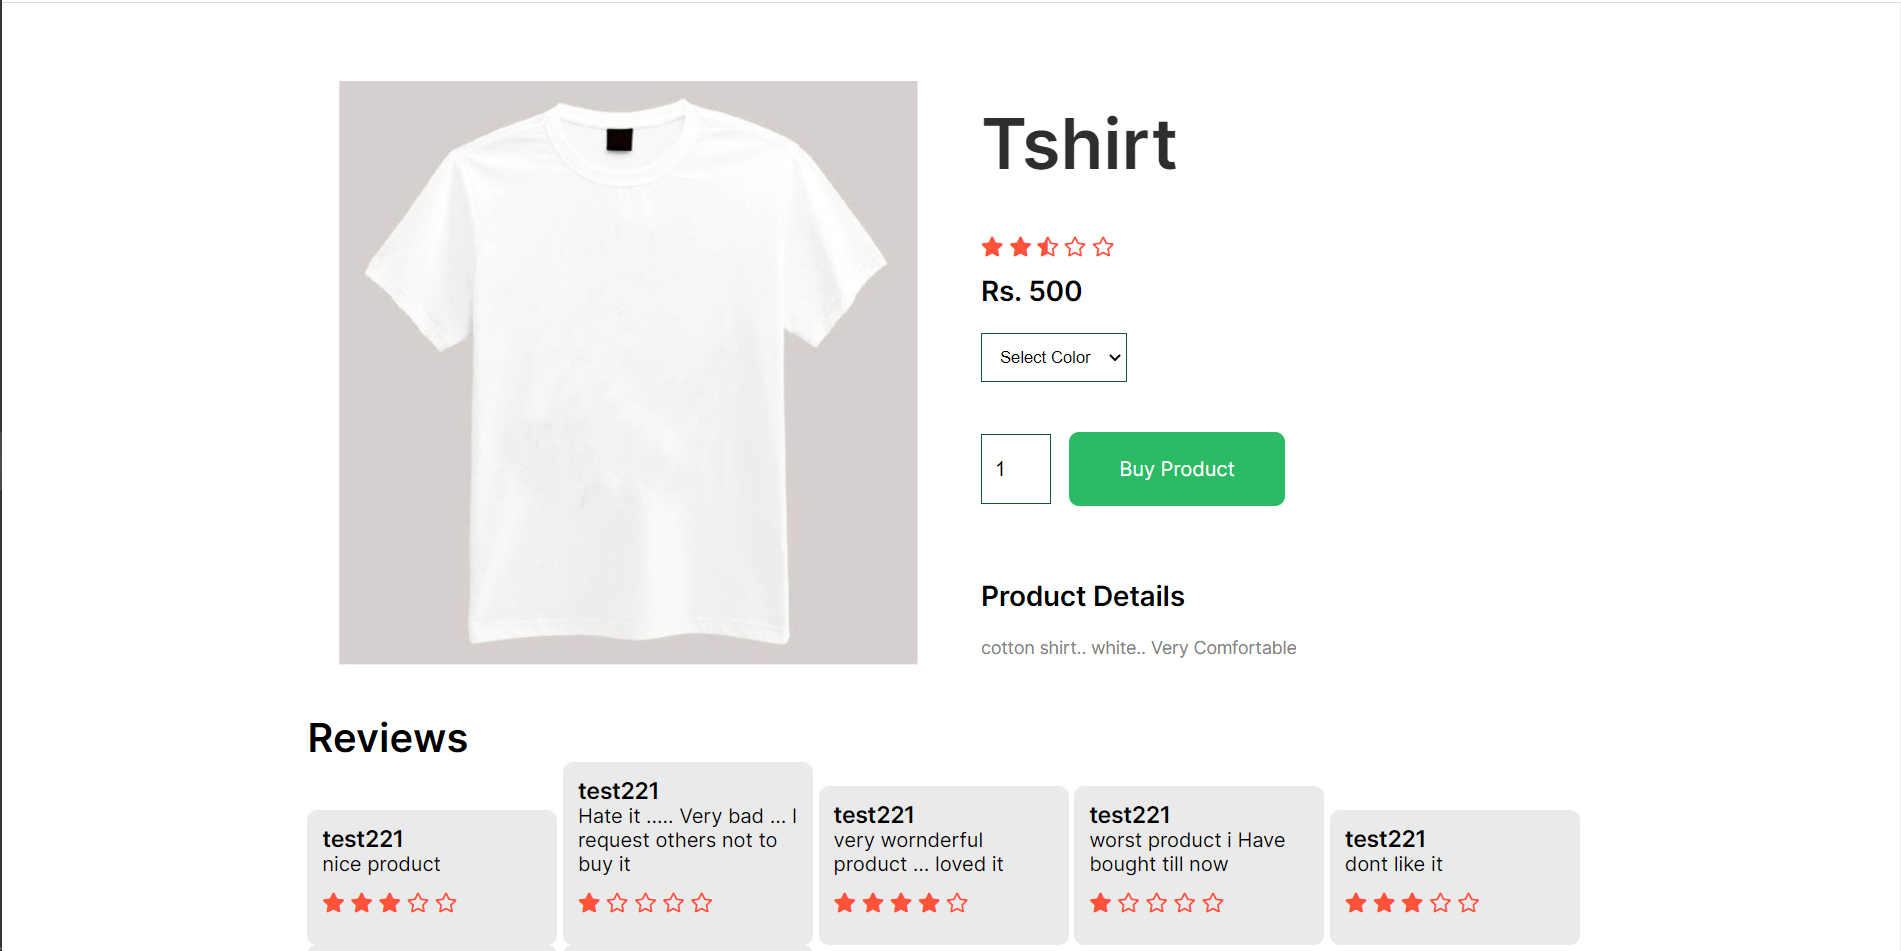 Tshirt
Rs. 500
Select Color
1
Buy Product
Product Details
cotton shirt.. white.. Very Comfortable
Reviews
test221
nice product
test221
Hate it ..... Very bad ... I
request others not to
buy it
test221
very wornderful
product ... loved it
test221
worst product i Have
bought till now
test221
dont like it